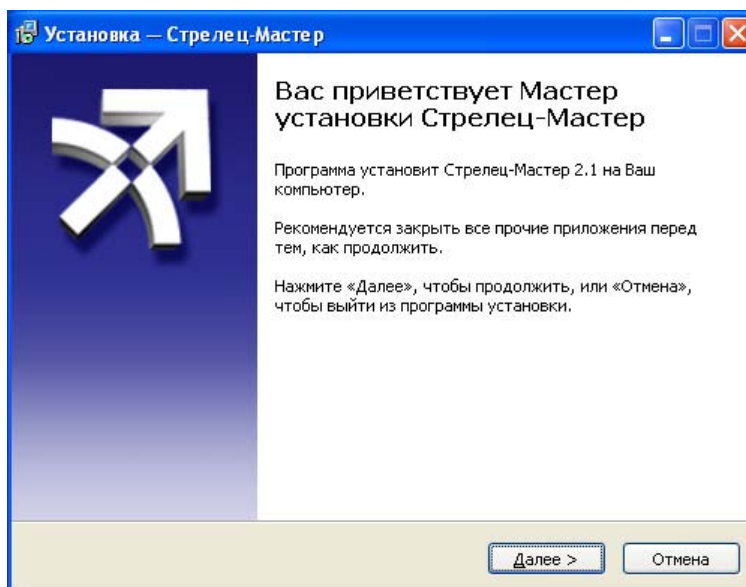 Установка — Стрелец-Мастер
Вас приветствует Мастер
установки Стрелец-Мастер
Программа установит Стрелец-Мастер 2.1 на Ваш
компьютер.
Рекомендуется закрыть все прочие приложения перед
тем, как продолжить.
Нажмите «Далее», чтобы продолжить, или «Отмена»,
чтобы выйти из программы установки.
Далее >
Отмена